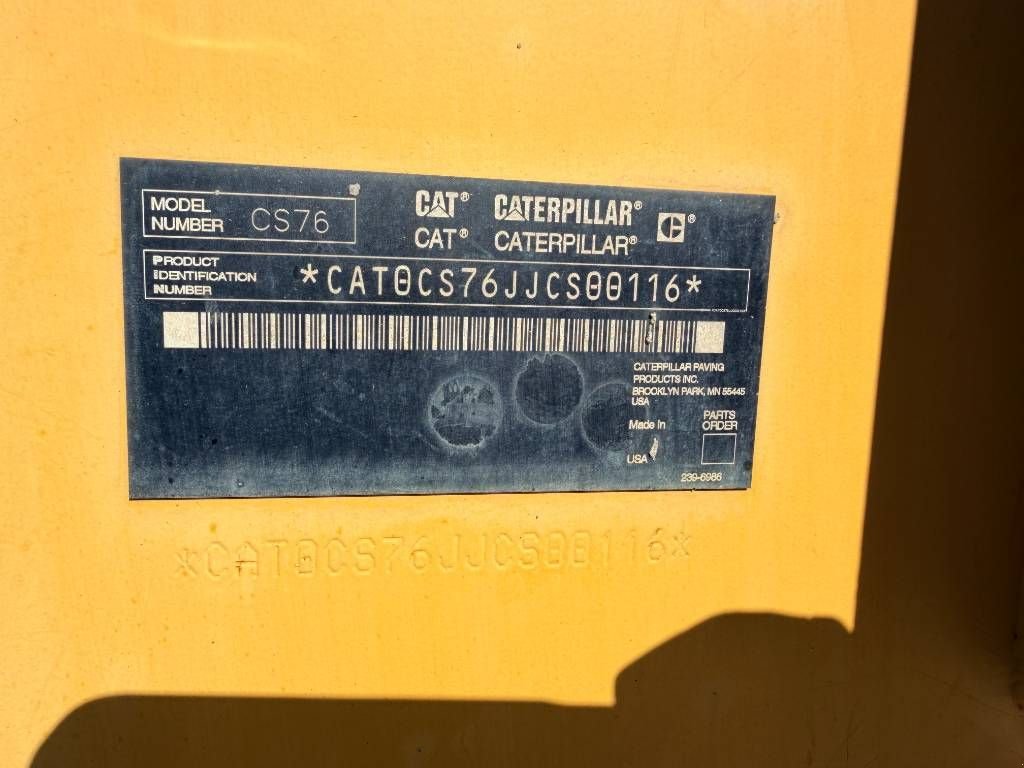 MODEL
NUMBER CS76
CAT® CATERPILLAR®
CAT® CATERPILLAR®
PRODUCT
IDENTIFICATION
NUMBER
*CAT0CS76JJCS00116*
CATERPILLAR PAVING
PRODUCTS INC.
BROOKLYN PARK, MN 55445
USA
Made in
USA
PARTS
ORDER
239-6986
*CAT0CS76JJCS00116*